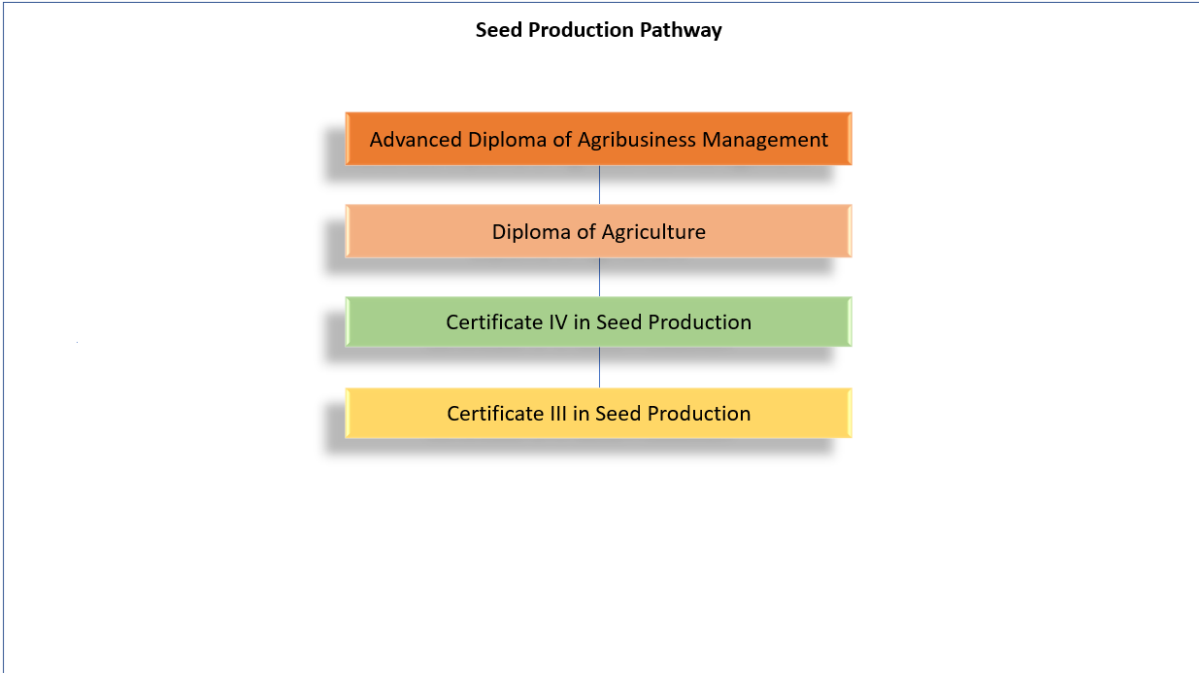 Seed Production Pathway
Advanced Diploma of Agribusiness Management
Diploma of Agriculture
Certificate IV in Seed Production
Certificate III in Seed Production